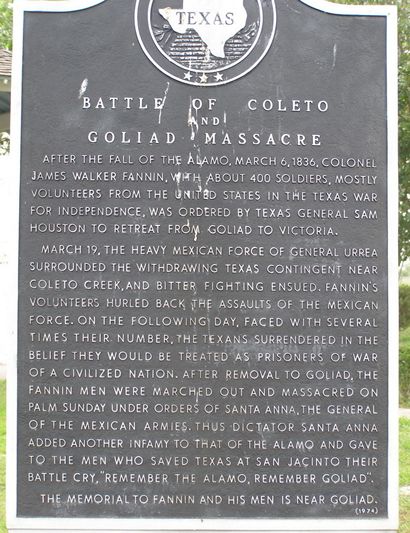 TEXAS
BATTLE OF COLETO
AND
GOLIAD MASSACRE
AFTER THE FALL OF THE ALAMO, MARCH 6, 1836, COLONEL
JAMES WALKER FANNIN, WITH ABOUT 400 SOLDIERS, MOSTLY
VOLUNTEERS FROM THE UNITED STATES IN THE TEXAS WAR
FOR INDEPENDENCE, WAS ORDERED BY TEXAS GENERAL SAM
HOUSTON TO RETREAT FROM GOLIAD TO VICTORIA.
MARCH 19, THE HEAVY MEXICAN FORCE OF GENERAL URREA
SURROUNDED THE WITHDRAWING TEXAS CONTINGENT NEAR
COLETO CREEK, AND BITTER FIGHTING ENSUED. FANNIN'S
VOLUNTEERS HURLED BACK THE ASSAULTS OF THE MEXICAN
FORCE. ON THE FOLLOWING DAY, FACED WITH SEVERAL
TIMES THEIR NUMBER, THE TEXANS SURRENDERED IN THE
BELIEF THEY WOULD BE TREATED AS PRISONERS OF WAR
OF A CIVILIZED NATION. AFTER REMOVAL TO GOLIAD, THE
FANNIN MEN WERE MARCHED OUT AND MASSACRED ON
PALM SUNDAY UNDER ORDERS OF SANTA ANNA, THE GENERAL
OF THE MEXICAN ARMIES. THUS DICTATOR SANTA ANNA
ADDED ANOTHER INFAMY TO THAT OF THE ALAMO AND GAVE
TO THE MEN WHO SAVED TEXAS AT SAN JACINTO THEIR
BATTLE CRY, "REMEMBER THE ALAMO, REMEMBER GOLIAD".
THE MEMORIAL TO FANNIN AND HIS MEN IS NEAR GOLIAD.
(1974)